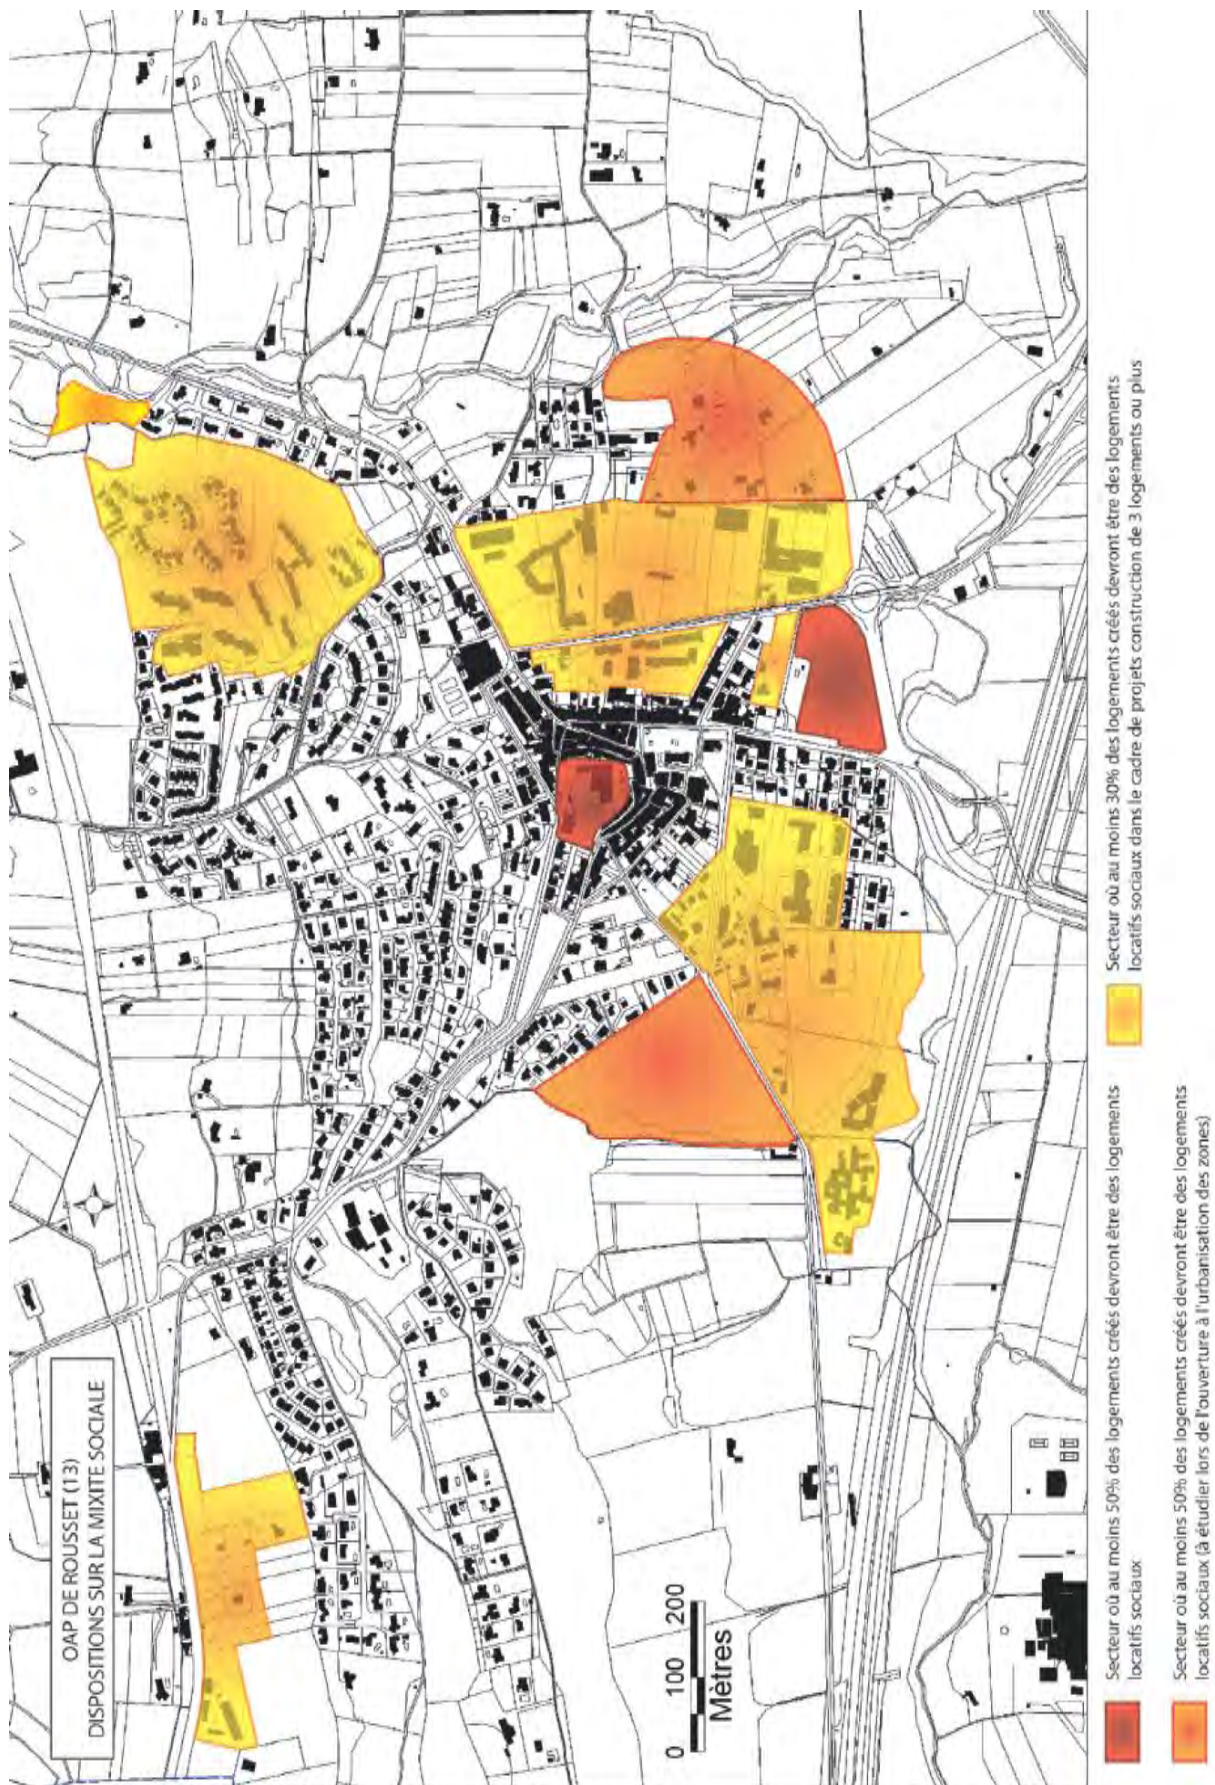 OAP DE ROUSSET (13)
DISPOSITIONS SUR LA MIXITE SOCIALE
0 100 200
Mètres
Secteur où au moins 50% des logements créés devront être des logements
locatifs sociaux
Secteur où au moins 50% des logements créés devront être des logements
locatifs sociaux (à étudier lors de l'ouverture à l'urbanisation des zones)
Secteur où au moins 30% des logements créés devront être des logements
locatifs sociaux dans le cadre de projets construction de 3 logements ou plus